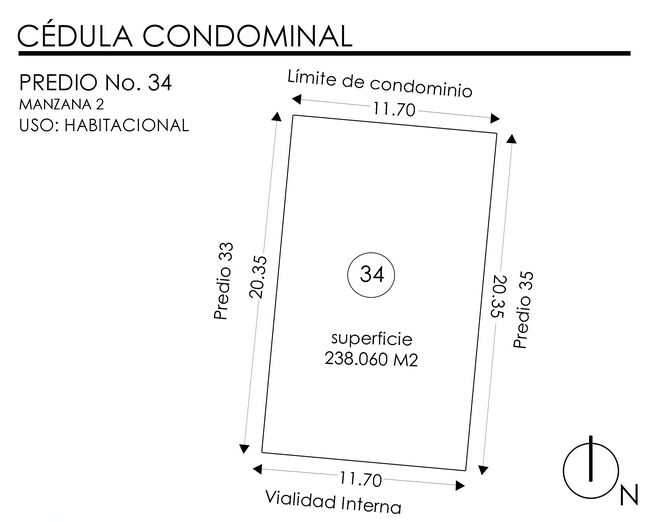 CÉDULA CONDOMINAL
PREDIO No. 34
MANZANA 2
USO: HABITACIONAL
Límite de condominio
11.70
Predio 33
20.35
34
superficie
238.060 M2
20.35
Predio 35
11.70
Vialidad Interna
N